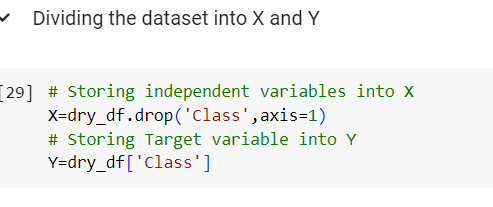 Dividing the dataset into X and Y
[29] # Storing independent variables into X
X=dry_df.drop('Class',axis=1)
# Storing Target variable into Y
Y=dry_df['Class']